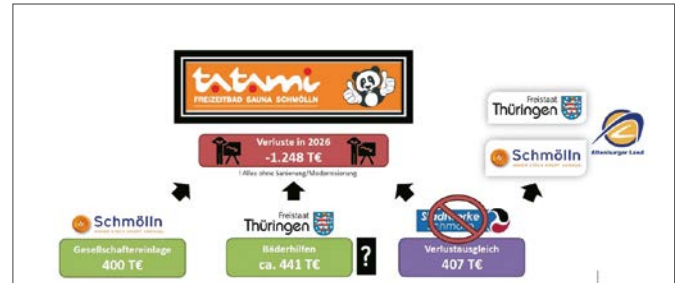 tatami
FREIZEITBAD SAUNA SCHMÖLLN
Freistaat
Thüringen
Altenburger Land
Schmölln
Verluste in 2026
-1.248 T€
! Alles ohne Sanierung/Modernisierung
Schmölln
Freistaat
Thüringen
Stadtwerke
Schmölln
Gesellschaftereinlage
400 T€
Bäderhilfen
ca. 441 T€
?
Verlustausgleich
407 T€